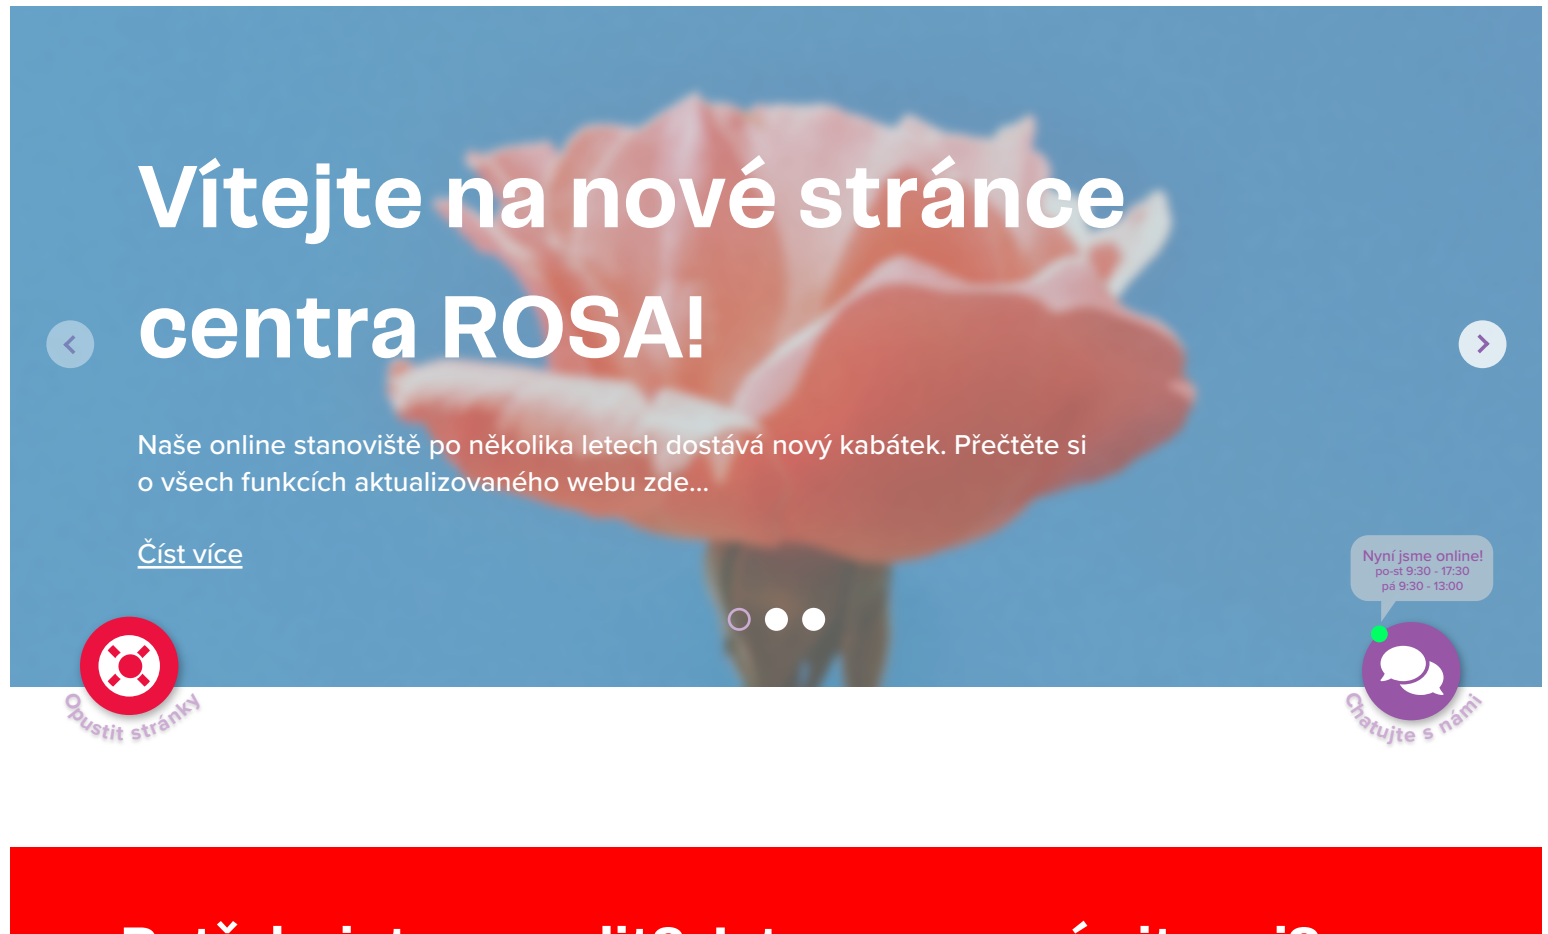 Vítejte na nové stránce
centra ROSA!
Naše online stanoviště po několika letech dostává nový kabátek. Přečtěte si
o všech funkcích aktualizovaného webu zde...
Číst více
Nyní jsme online!
po-st 9:30 - 17:30
pá 9:30 - 13:00
Opustit stránky
Chatujte s námi